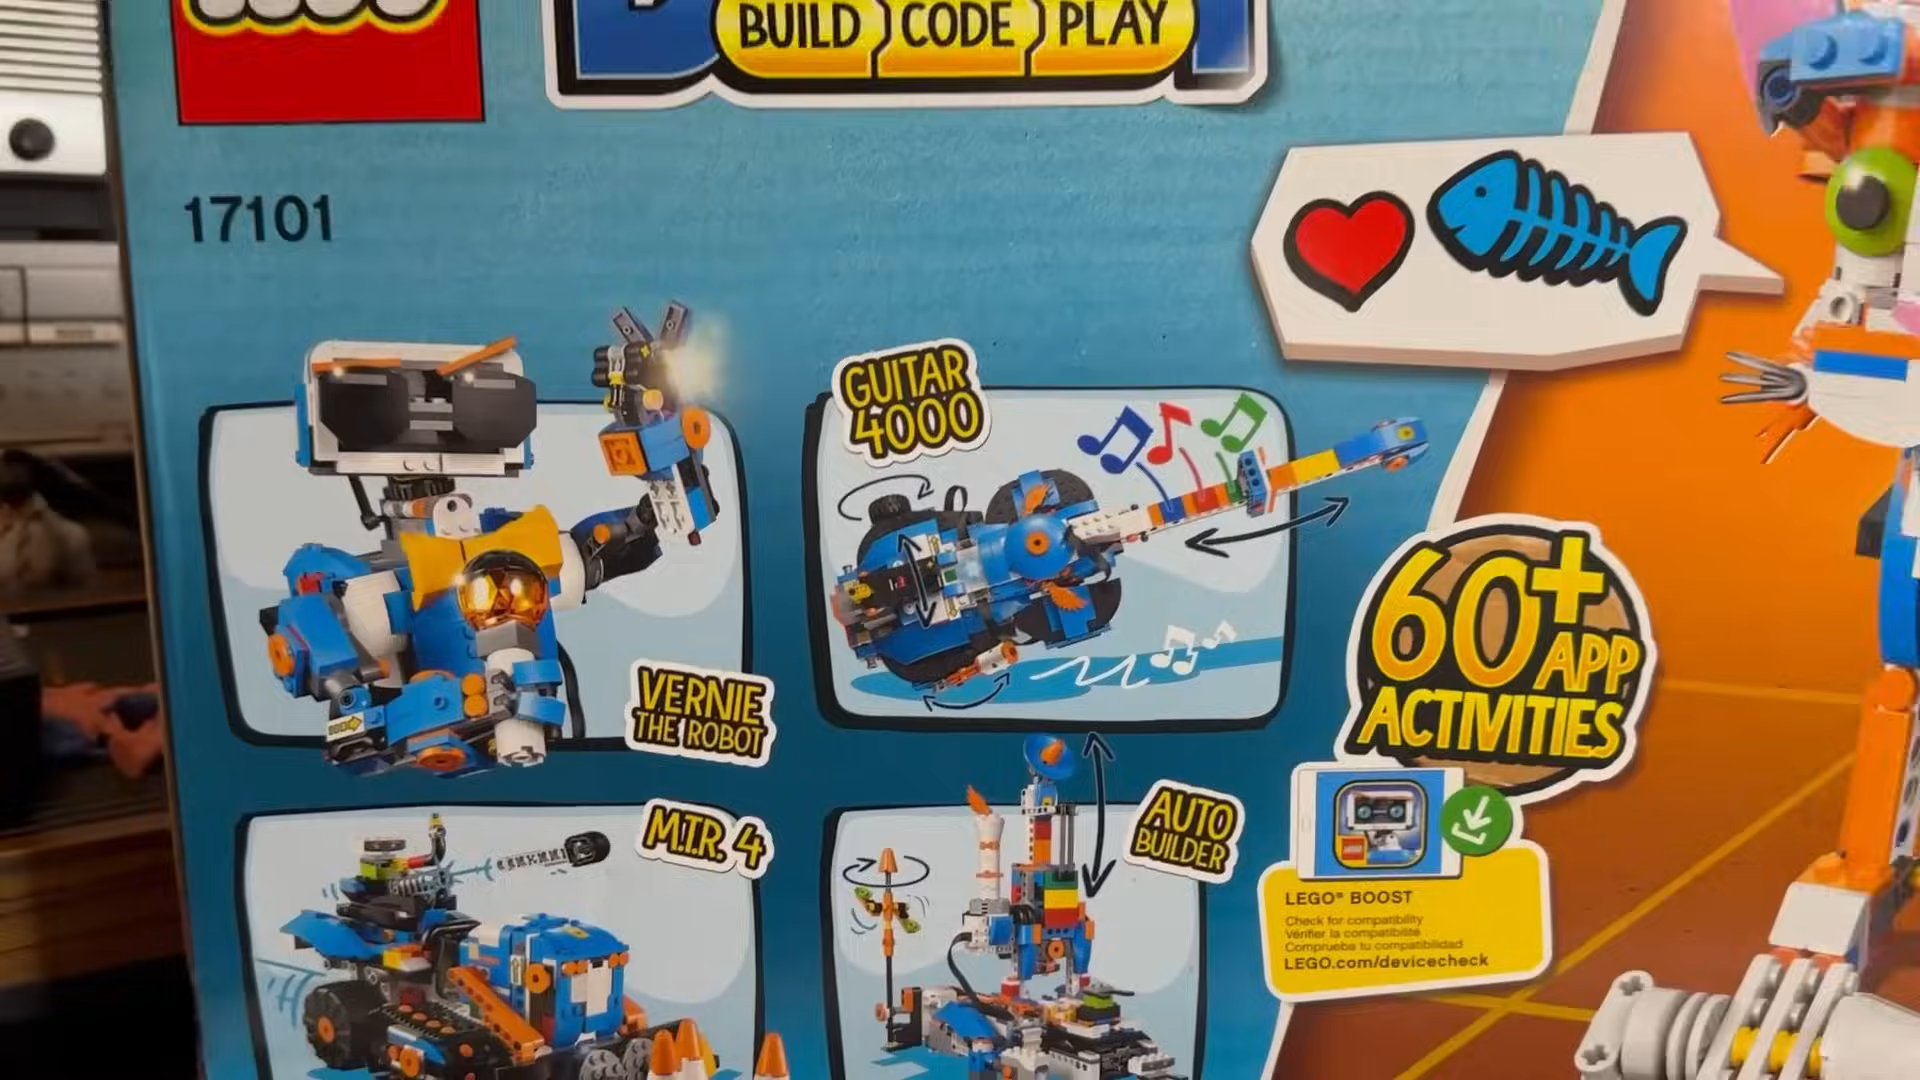 BUILD CODE PLAY
17101
GUITAR
4000
VERNIE
THE ROBOT
60+ APP
ACTIVITIES
M.T.R. 4
AUTO
BUILDER
LEGO® BOOST
Check for compatibility
Vérifier la compatibilité
Comprueba tu compatibilidad
LEGO.com/devicecheck